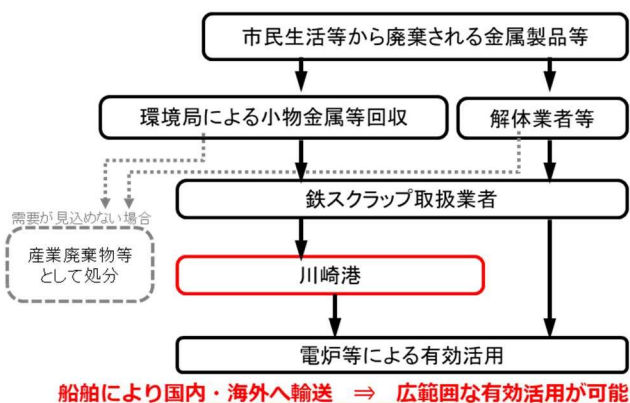 市民生活等から廃棄される金属製品等
環境局による小物金属等回収
解体業者等
鉄スクラップ取扱業者
需要が見込めない場合
産業廃棄物等
として処分
川崎港
電炉等による有効活用
船舶により国内・海外へ輸送　⇒　広範囲な有効活用が可能